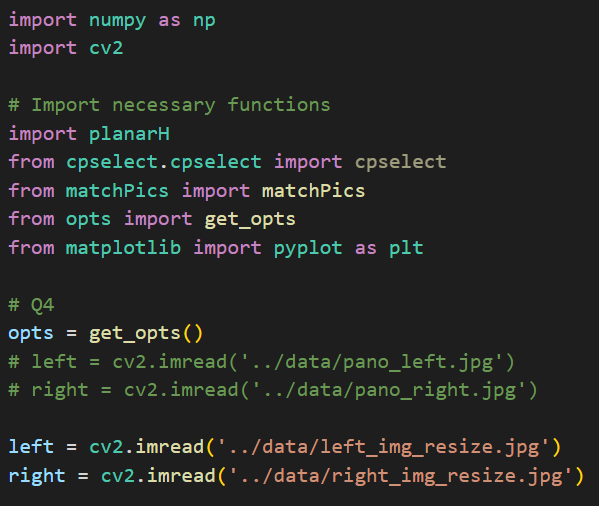 import numpy as np
import cv2
# Import necessary functions
import planarH
from cpselect.cpselect import cpselect
from matchPics import matchPics
from opts import get_opts
from matplotlib import pyplot as plt
# Q4
opts = get_opts()
# left = cv2.imread('../data/pano_left.jpg')
# right = cv2.imread('../data/pano_right.jpg')
left = cv2.imread('../data/left_img_resize.jpg')
right = cv2.imread('../data/right_img_resize.jpg')